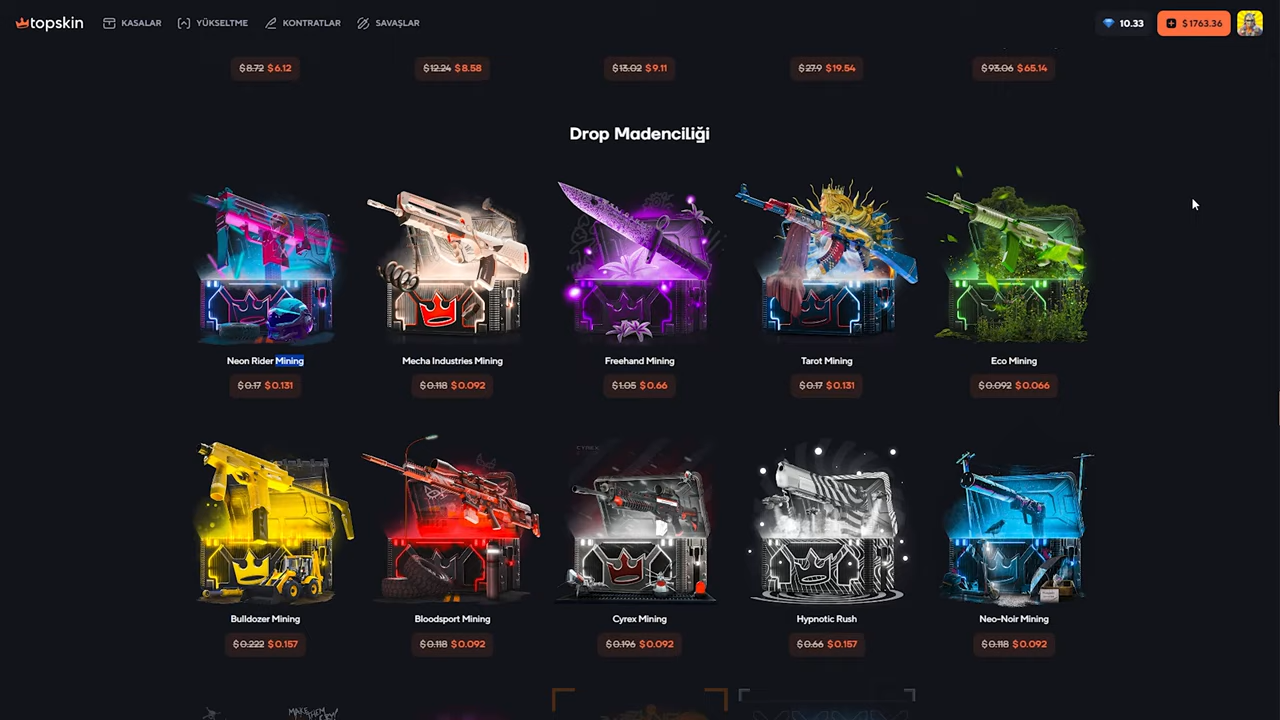 topskin KASALAR YÜKSELTME KONTRATLAR SAVAŞLAR 10.33 $1763.36
$8.72 $6.12 $12.24 $8.58 $13.02 $9.11 $27.9 $19.54 $93.06 $65.14
Drop Madenciliği
Neon Rider Mining Mecha Industries Mining Freehand Mining Tarot Mining Eco Mining
$0.17 $0.131 $0.118 $0.092 $1.05 $0.66 $0.17 $0.131 $0.092 $0.066
CYREX
Bulldozer Mining Bloodsport Mining Cyrex Mining Hypnotic Rush Neo-Noir Mining
$0.222 $0.157 $0.118 $0.092 $0.196 $0.092 $0.66 $0.157 $0.118 $0.092
MAKE THEM